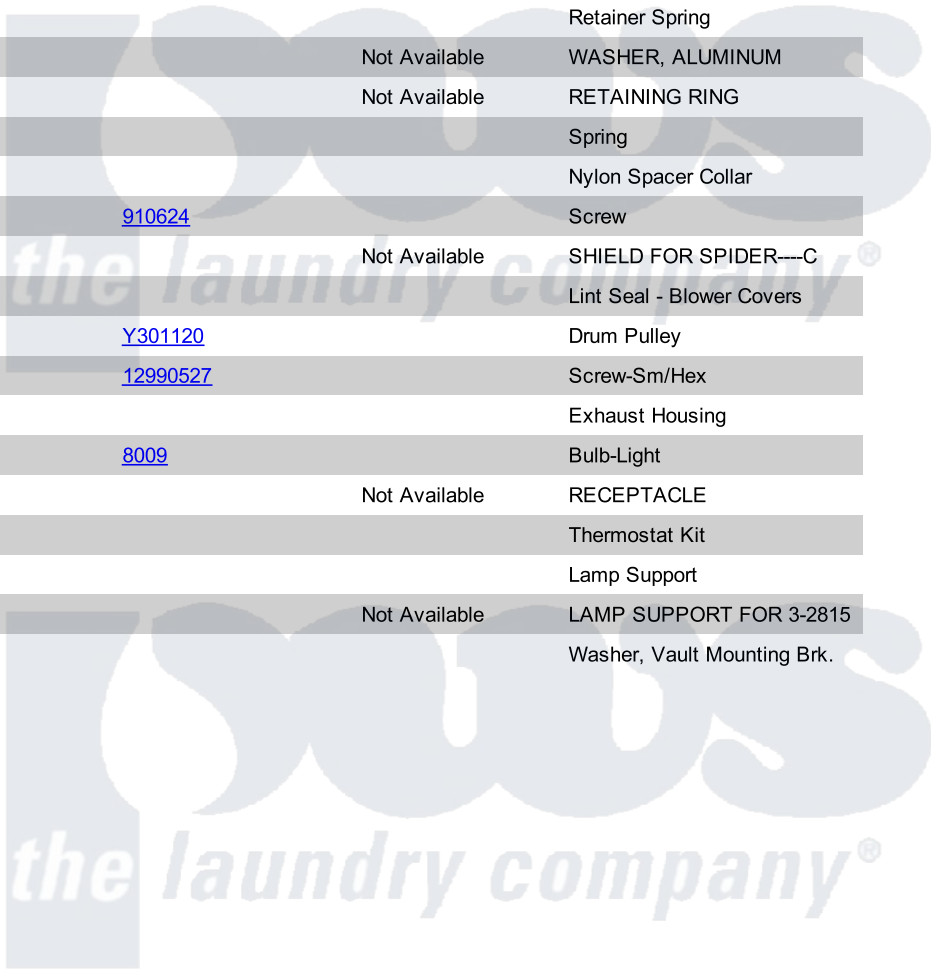 Retainer Spring
Not Available WASHER, ALUMINUM
Not Available RETAINING RING
Spring
Nylon Spacer Collar
910624 Screw
Not Available SHIELD FOR SPIDER----C
Lint Seal - Blower Covers
Y301120 Drum Pulley
12990527 Screw-Sm/Hex
Exhaust Housing
8009 Bulb-Light
Not Available RECEPTACLE
Thermostat Kit
Lamp Support
Not Available LAMP SUPPORT FOR 3-2815
Washer, Vault Mounting Brk.
pws
the laundry company®
pws
the laundry company®